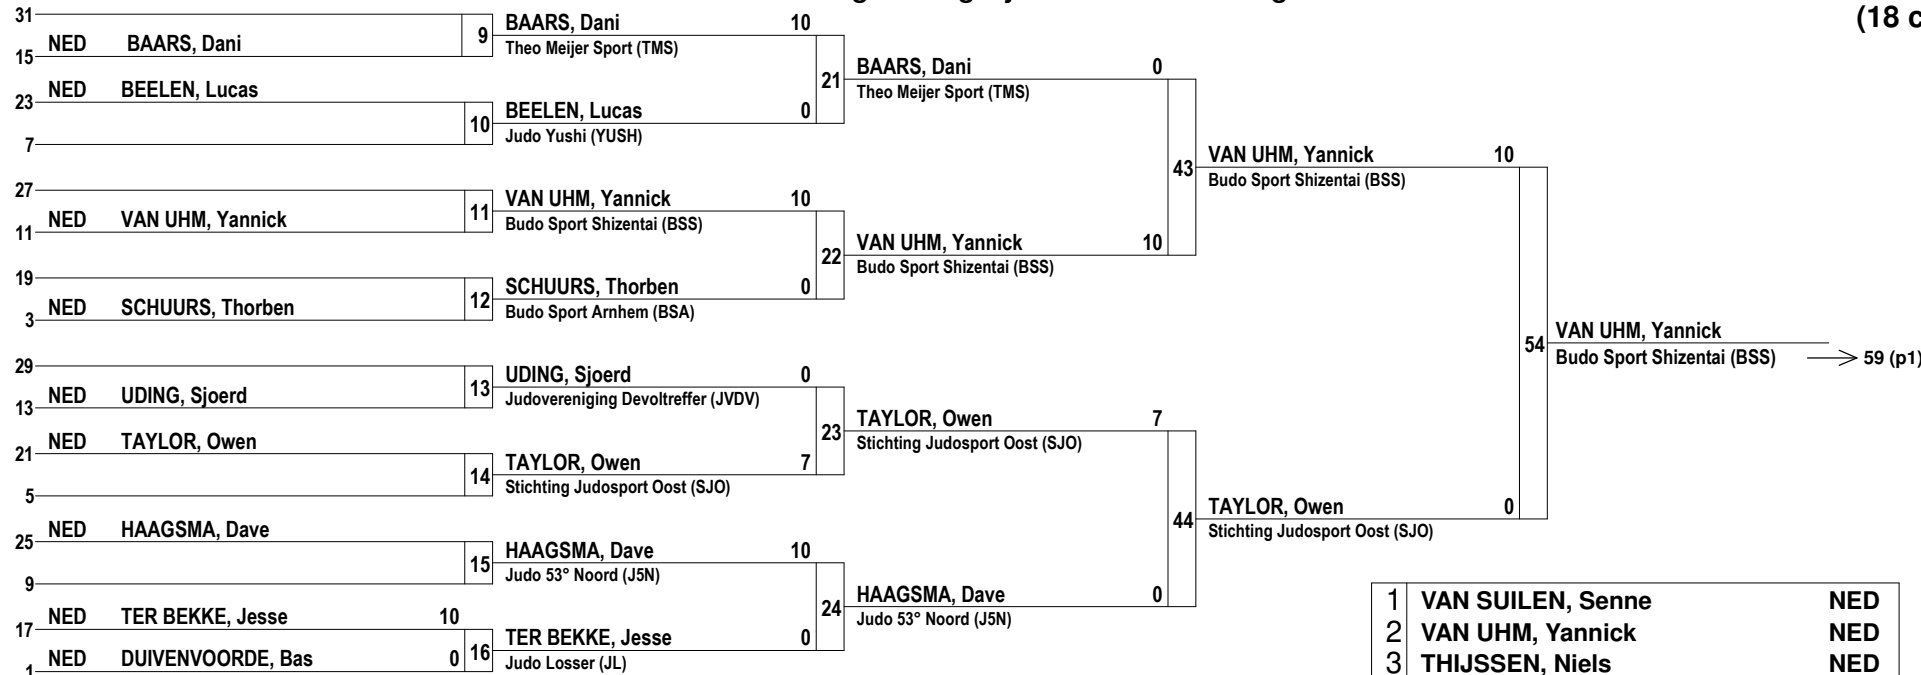 (18 c
31
NED BAARS, Dani
15
9
BAARS, Dani 10
Theo Meijer Sport (TMS)
NED BEELEN, Lucas
23
7
10
BEELEN, Lucas 0
Judo Yushi (YUSH)
21
BAARS, Dani 0
Theo Meijer Sport (TMS)
27
NED VAN UHM, Yannick
11
11
VAN UHM, Yannick 10
Budo Sport Shizentai (BSS)
19
NED SCHUURS, Thorben
3
12
SCHUURS, Thorben 0
Budo Sport Arnhem (BSA)
22
VAN UHM, Yannick 10
Budo Sport Shizentai (BSS)
43
VAN UHM, Yannick 10
Budo Sport Shizentai (BSS)
29
NED UDING, Sjoerd
13
13
UDING, Sjoerd 0
Judovereniging Devoltreffer (JVDV)
NED TAYLOR, Owen
21
5
14
TAYLOR, Owen 7
Stichting Judosport Oost (SJO)
23
TAYLOR, Owen 7
Stichting Judosport Oost (SJO)
NED HAAGSMA, Dave
25
9
15
HAAGSMA, Dave 10
Judo 53° Noord (J5N)
NED TER BEKKE, Jesse 10
17
NED DUIVENVOORDE, Bas 0
1
16
TER BEKKE, Jesse 0
Judo Losser (JL)
24
HAAGSMA, Dave 0
Judo 53° Noord (J5N)
44
TAYLOR, Owen 0
Stichting Judosport Oost (SJO)
54
VAN UHM, Yannick
Budo Sport Shizentai (BSS)
59 (p1)
1 VAN SUILEN, Senne NED
2 VAN UHM, Yannick NED
3 THIJSSEN, Niels NED